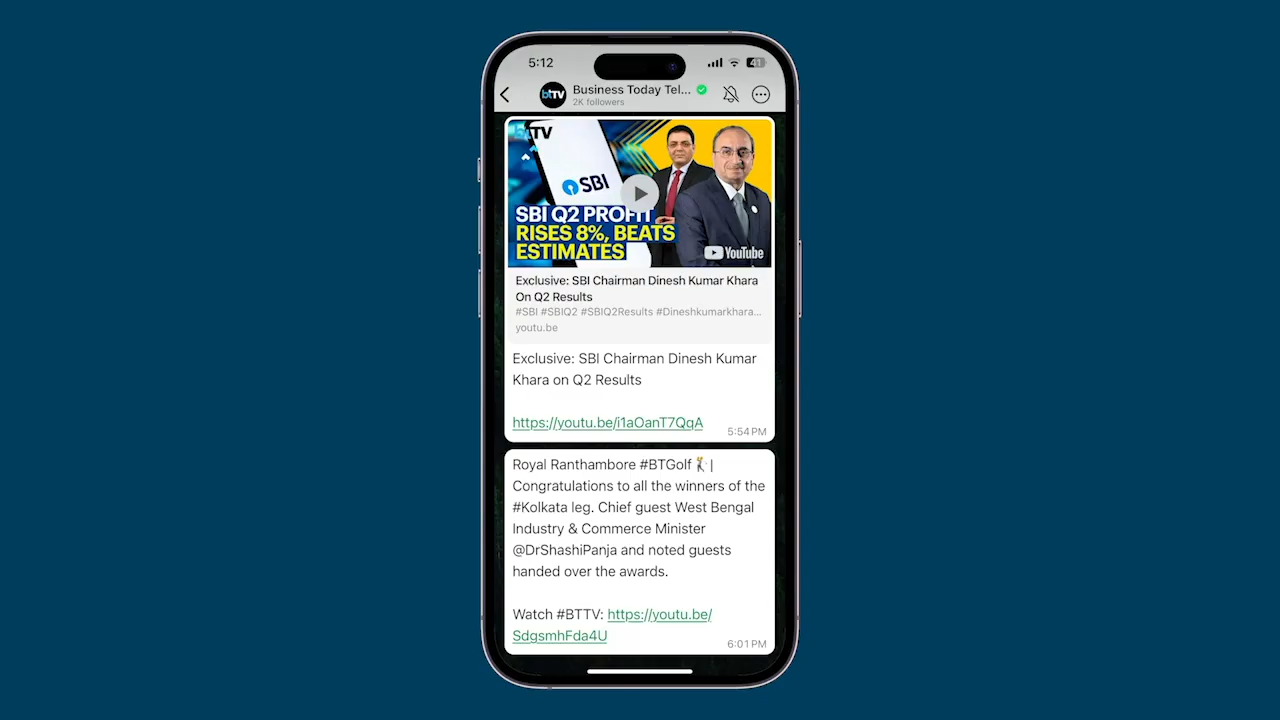 5:12
41
btTV
Business Today Tel...
2K followers
btTV
SBI
SBI Q2 PROFIT
RISES 8%, BEATS
ESTIMATES
YouTube
Exclusive: SBI Chairman Dinesh Kumar Khara
On Q2 Results
#SBI #SBIQ2 #SBIQ2Results #Dineshkumarkhara...
youtu.be
Exclusive: SBI Chairman Dinesh Kumar
Khara on Q2 Results
https://youtu.be/i1aOanT7QqA
5:54 PM
Royal Ranthambore #BTGolf🏌|
Congratulations to all the winners of the
#Kolkata leg. Chief guest West Bengal
Industry & Commerce Minister
@DrShashiPanja and noted guests
handed over the awards.
Watch #BTTV: https://youtu.be/
SdgsmhFda4U
6:01 PM